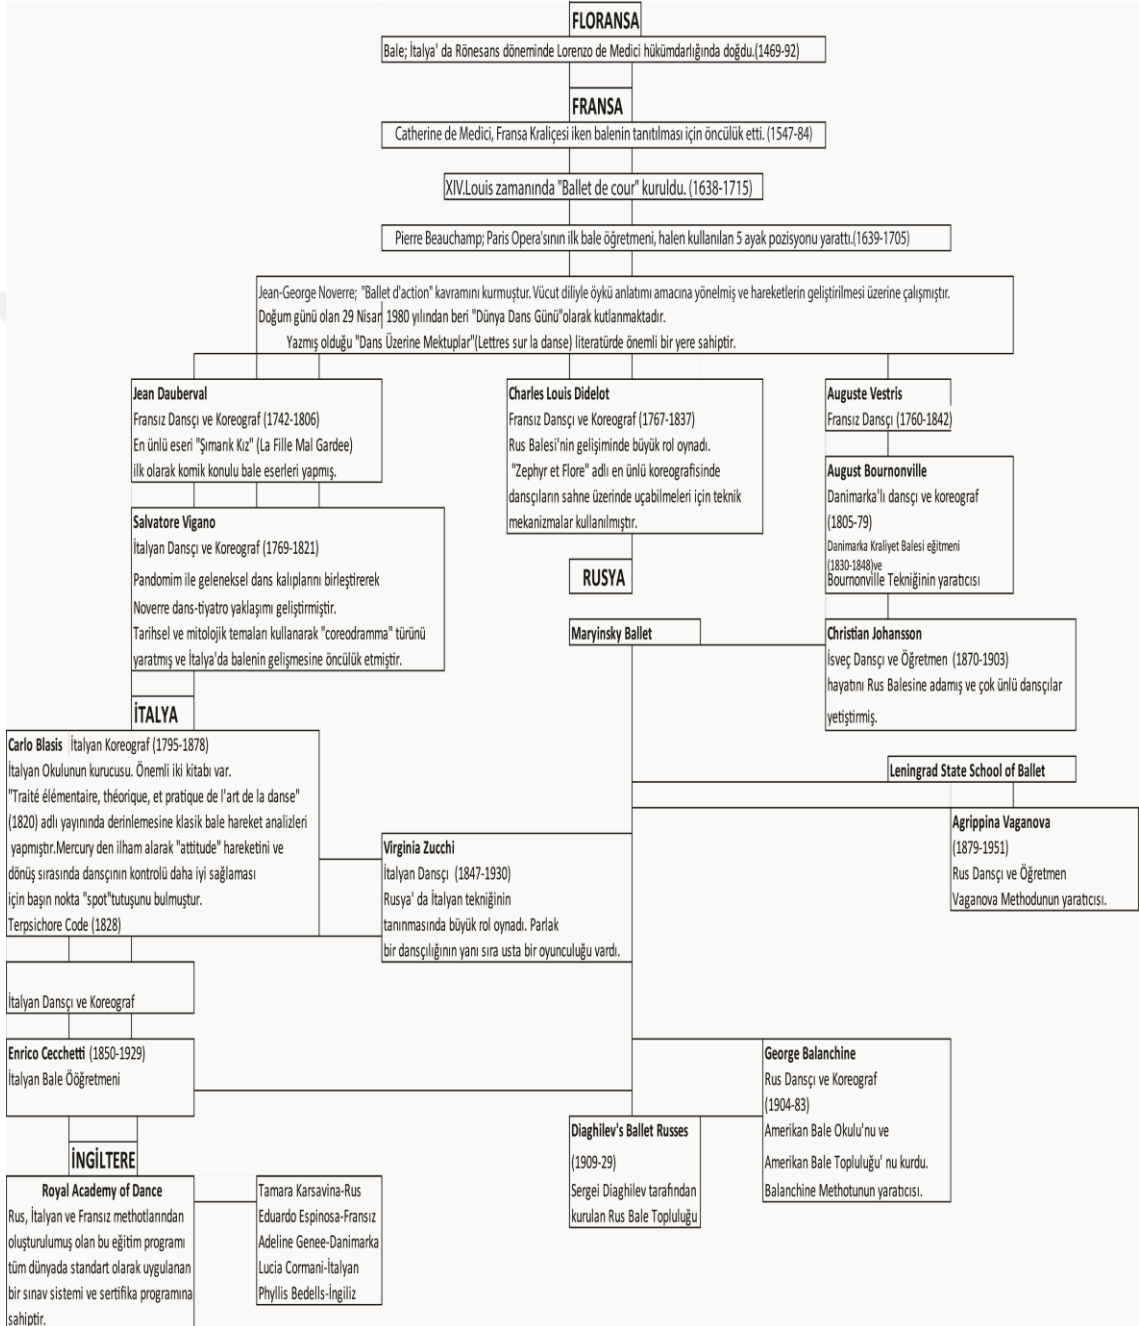 FLORANSA
Bale; İtalya' da Rönesans döneminde Lorenzo de Medici hükümdarlığında doğdu.(1469-92)
FRANSA
Catherine de Medici, Fransa Kraliçesi iken balenin tanıtılması için öncülük etti. (1547-84)
XIV.Louis zamanında "Ballet de cour" kuruldu. (1638-1715)
Pierre Beauchamp; Paris Opera'sının ilk bale öğretmeni, halen kullanılan 5 ayak pozisyonu yarattı.(1639-1705)
Jean-George Noverre; "Ballet d'action" kavramını kurmuştur. Vücut diliyle öykü anlatımı amacına yönelmiş ve hareketlerin geliştirilmesi üzerine çalışmıştır.
Doğum günü olan 29 Nisan 1980 yılından beri "Dünya Dans Günü"olarak kutlanmaktadır.
Yazmış olduğu "Dans Üzerine Mektuplar"(Lettres sur la danse) literatürde önemli bir yere sahiptir.
Jean Dauberval
Fransız Dansçı ve Koreograf (1742-1806)
En ünlü eseri "Şımarık Kız" (La Fille Mal Gardee)
ilk olarak komik konulu bale eserleri yapmış.
Charles Louis Didelot
Fransız Dansçı ve Koreograf (1767-1837)
Rus Balesi'nin gelişiminde büyük rol oynadı.
"Zephyr et Flore" adlı en ünlü koreografisinde
dansçıların sahne üzerinde uçabilmeleri için teknik
mekanizmalar kullanılmıştır.
Auguste Vestris
Fransız Dansçı (1760-1842)
August Bournonville
Danimarka'lı dansçı ve koreograf
(1805-79)
Danimarka Kraliyet Balesi eğitmeni
(1830-1848)ve
Bournonville Tekniğinin yaratıcısı
Salvatore Vigano
İtalyan Dansçı ve Koreograf (1769-1821)
Pandomim ile geleneksel dans kalıplarını birleştirerek
Noverre dans-tiyatro yaklaşımı geliştirmiştir.
Tarihsel ve mitolojik temaları kullanarak "coreodramma" türünü
yaratmış ve İtalya'da balenin gelişmesine öncülük etmiştir.
RUSYA
Maryinsky Ballet
Christian Johansson
İsveç Dansçı ve Öğretmen (1870-1903)
hayatını Rus Balesine adamış ve çok ünlü dansçılar
yetiştirmiş.
İTALYA
Carlo Blasis İtalyan Koreograf (1795-1878)
İtalyan Okulunun kurucusu. Önemli iki kitabı var.
"Traité élémentaire, théorique, et pratique de l'art de la danse"
(1820) adlı yayınında derinlemesine klasik bale hareket analizleri
yapmıştır.Mercury den ilham alarak "attitude" hareketini ve
dönüş sırasında dansçının kontrolü daha iyi sağlaması
için başın nokta "spot"tutuşunu bulmuştur.
Terpsichore Code (1828)
Leningrad State School of Ballet
Agrippina Vaganova
(1879-1951)
Rus Dansçı ve Öğretmen
Vaganova Methodunun yaratıcısı.
Virginia Zucchi
İtalyan Dansçı (1847-1930)
Rusya' da İtalyan tekniğinin
tanınmasında büyük rol oynadı. Parlak
bir dansçılığının yanı sıra usta bir oyunculuğu vardı.
İtalyan Dansçı ve Koreograf
Enrico Cecchetti (1850-1929)
İtalyan Bale Ööğretmeni
George Balanchine
Rus Dansçı ve Koreograf
(1904-83)
Amerikan Bale Okulu'nu ve
Amerikan Bale Topluluğu' nu kurdu.
Balanchine Methotunun yaratıcısı.
Diaghilev's Ballet Russes
(1909-29)
Sergei Diaghilev tarafından
kurulan Rus Bale Topluluğu
İNGİLTERE
Royal Academy of Dance
Rus, İtalyan ve Fransız methotlarından
oluşturulumuş olan bu eğitim programı
tüm dünyada standart olarak uygulanan
bir sınav sistemi ve sertifika programına
sahiptir.
Tamara Karsavina-Rus
Eduardo Espinosa-Fransız
Adeline Genee-Danimarka
Lucia Cormani-İtalyan
Phyllis Bedells-İngiliz